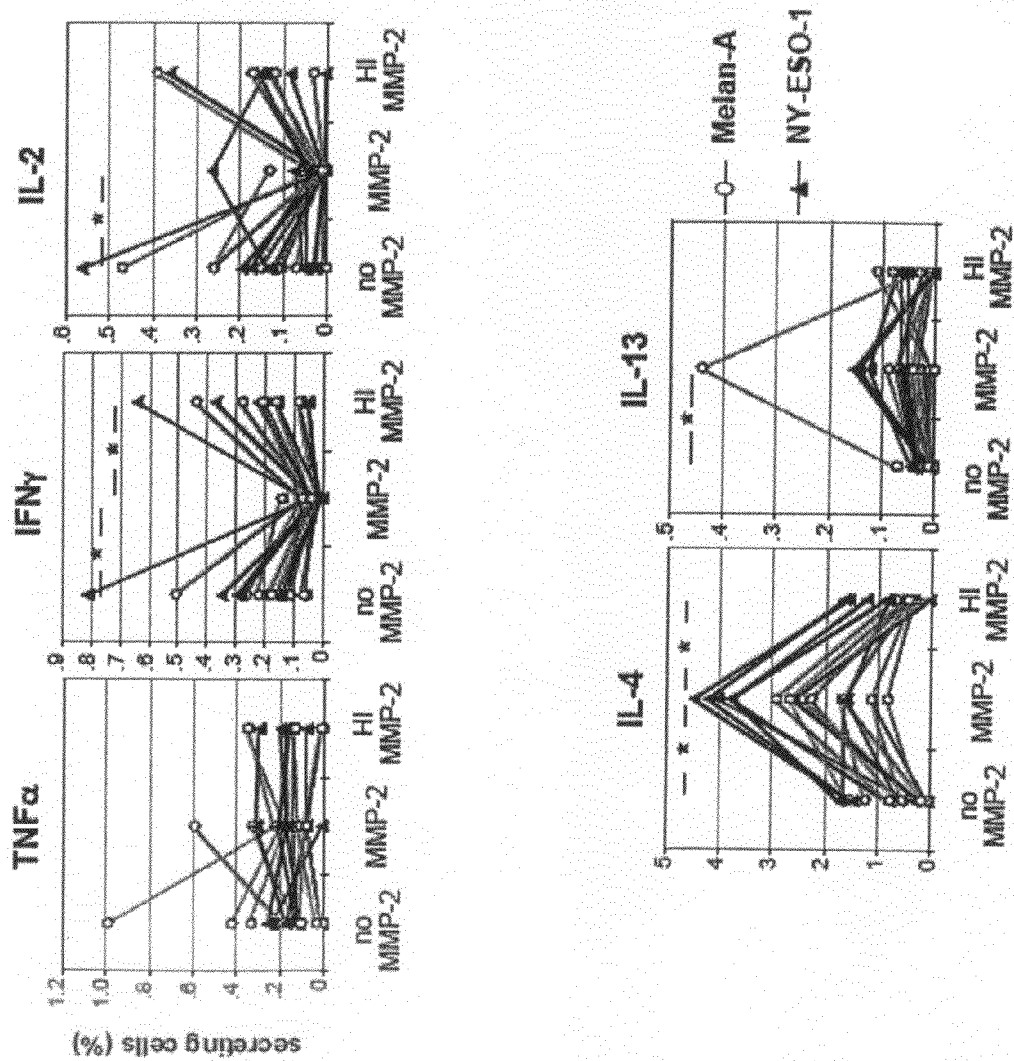 TNFα
secreting cells (%)
1.2
1.0
.8
.6
.4
.2
0
no MMP-2
MMP-2
HI MMP-2
IFNγ
.9
.8
.7
.6
.5
.4
.3
.2
.1
0
*
*
no MMP-2
MMP-2
HI MMP-2
IL-2
.6
.5
.4
.3
.2
.1
0
*
no MMP-2
MMP-2
HI MMP-2
IL-4
5
.4
.3
.2
.1
0
*
*
no MMP-2
MMP-2
HI MMP-2
IL-13
.5
.4
.3
.2
.1
0
*
no MMP-2
MMP-2
HI MMP-2
Melan-A
NY-ESO-1